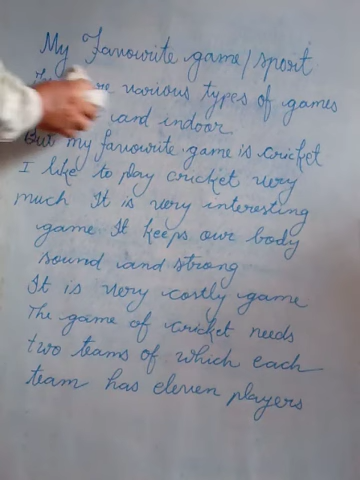 My Favourite game/sport
various types of games
and indoor
But my favourite game is cricket
I like to play cricket very
much It is very interesting
game It keeps our body
sound and strong
It is very costly game
The game of cricket needs
two teams of which each
team has eleven players